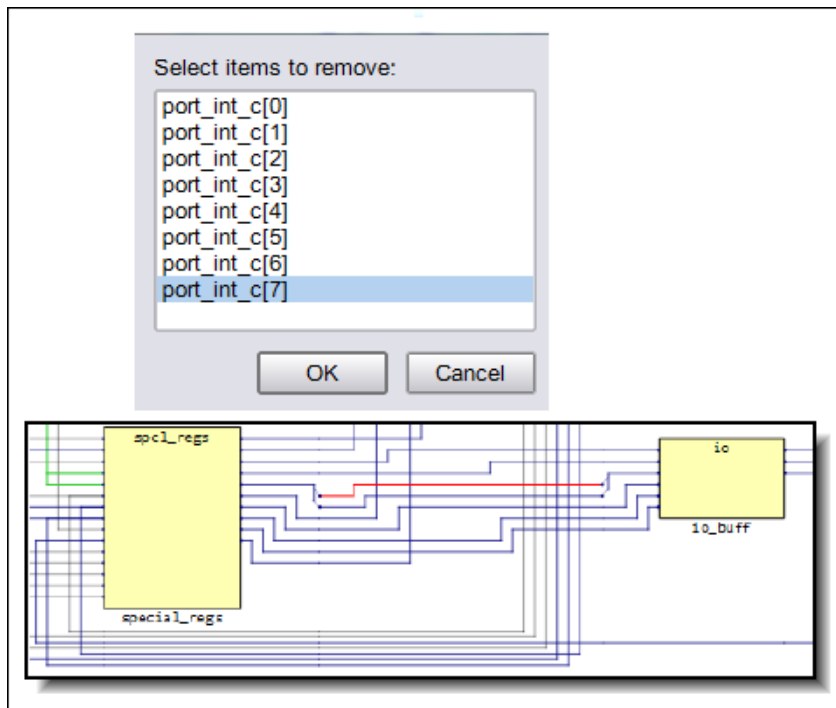 Select items to remove:
port_int_c[0]
port_int_c[1]
port_int_c[2]
port_int_c[3]
port_int_c[4]
port_int_c[5]
port_int_c[6]
port_int_c[7]
OK Cancel
spcl_regs
io
io_buff
special_regs